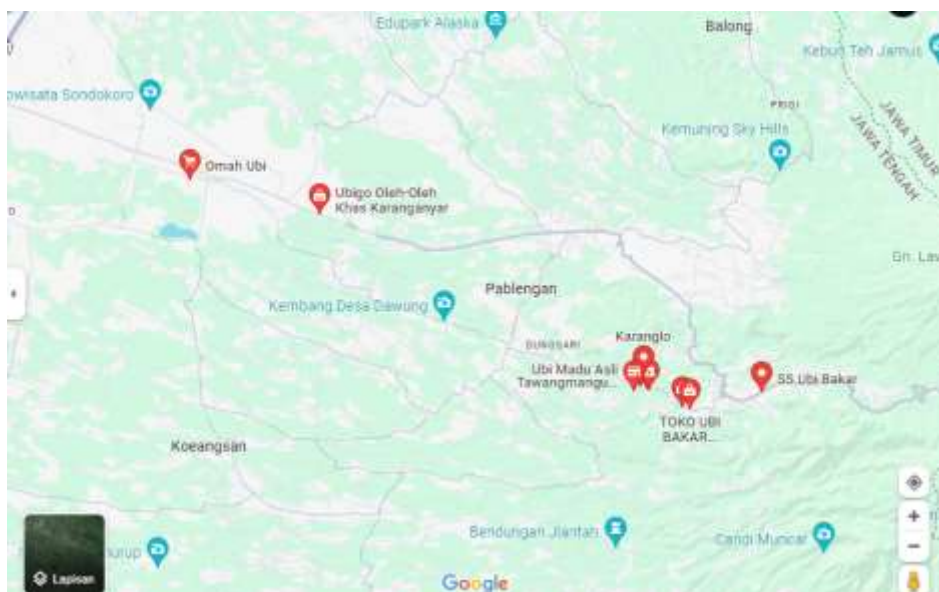 Edupark Alaska
Balong
Kebun Teh Jamus
owisata Sondokoro
PRIGI
JAWA TIMUR
JAWA TENGAH
Kemuning Sky Hills
Omah Ubi
Ubigo Oleh-Oleh
Khas Karanganyar
Gn. Law
Pablengan
Kembang Desa Dawung
Karanglo
Ubi Madu Asli
Tawangmangu...
SS Ubi Bakar
TOKO UBI
BAKAR...
Koeangsan
Bendungan Jlantah
Candi Muncar
urup
Lapisan
Google